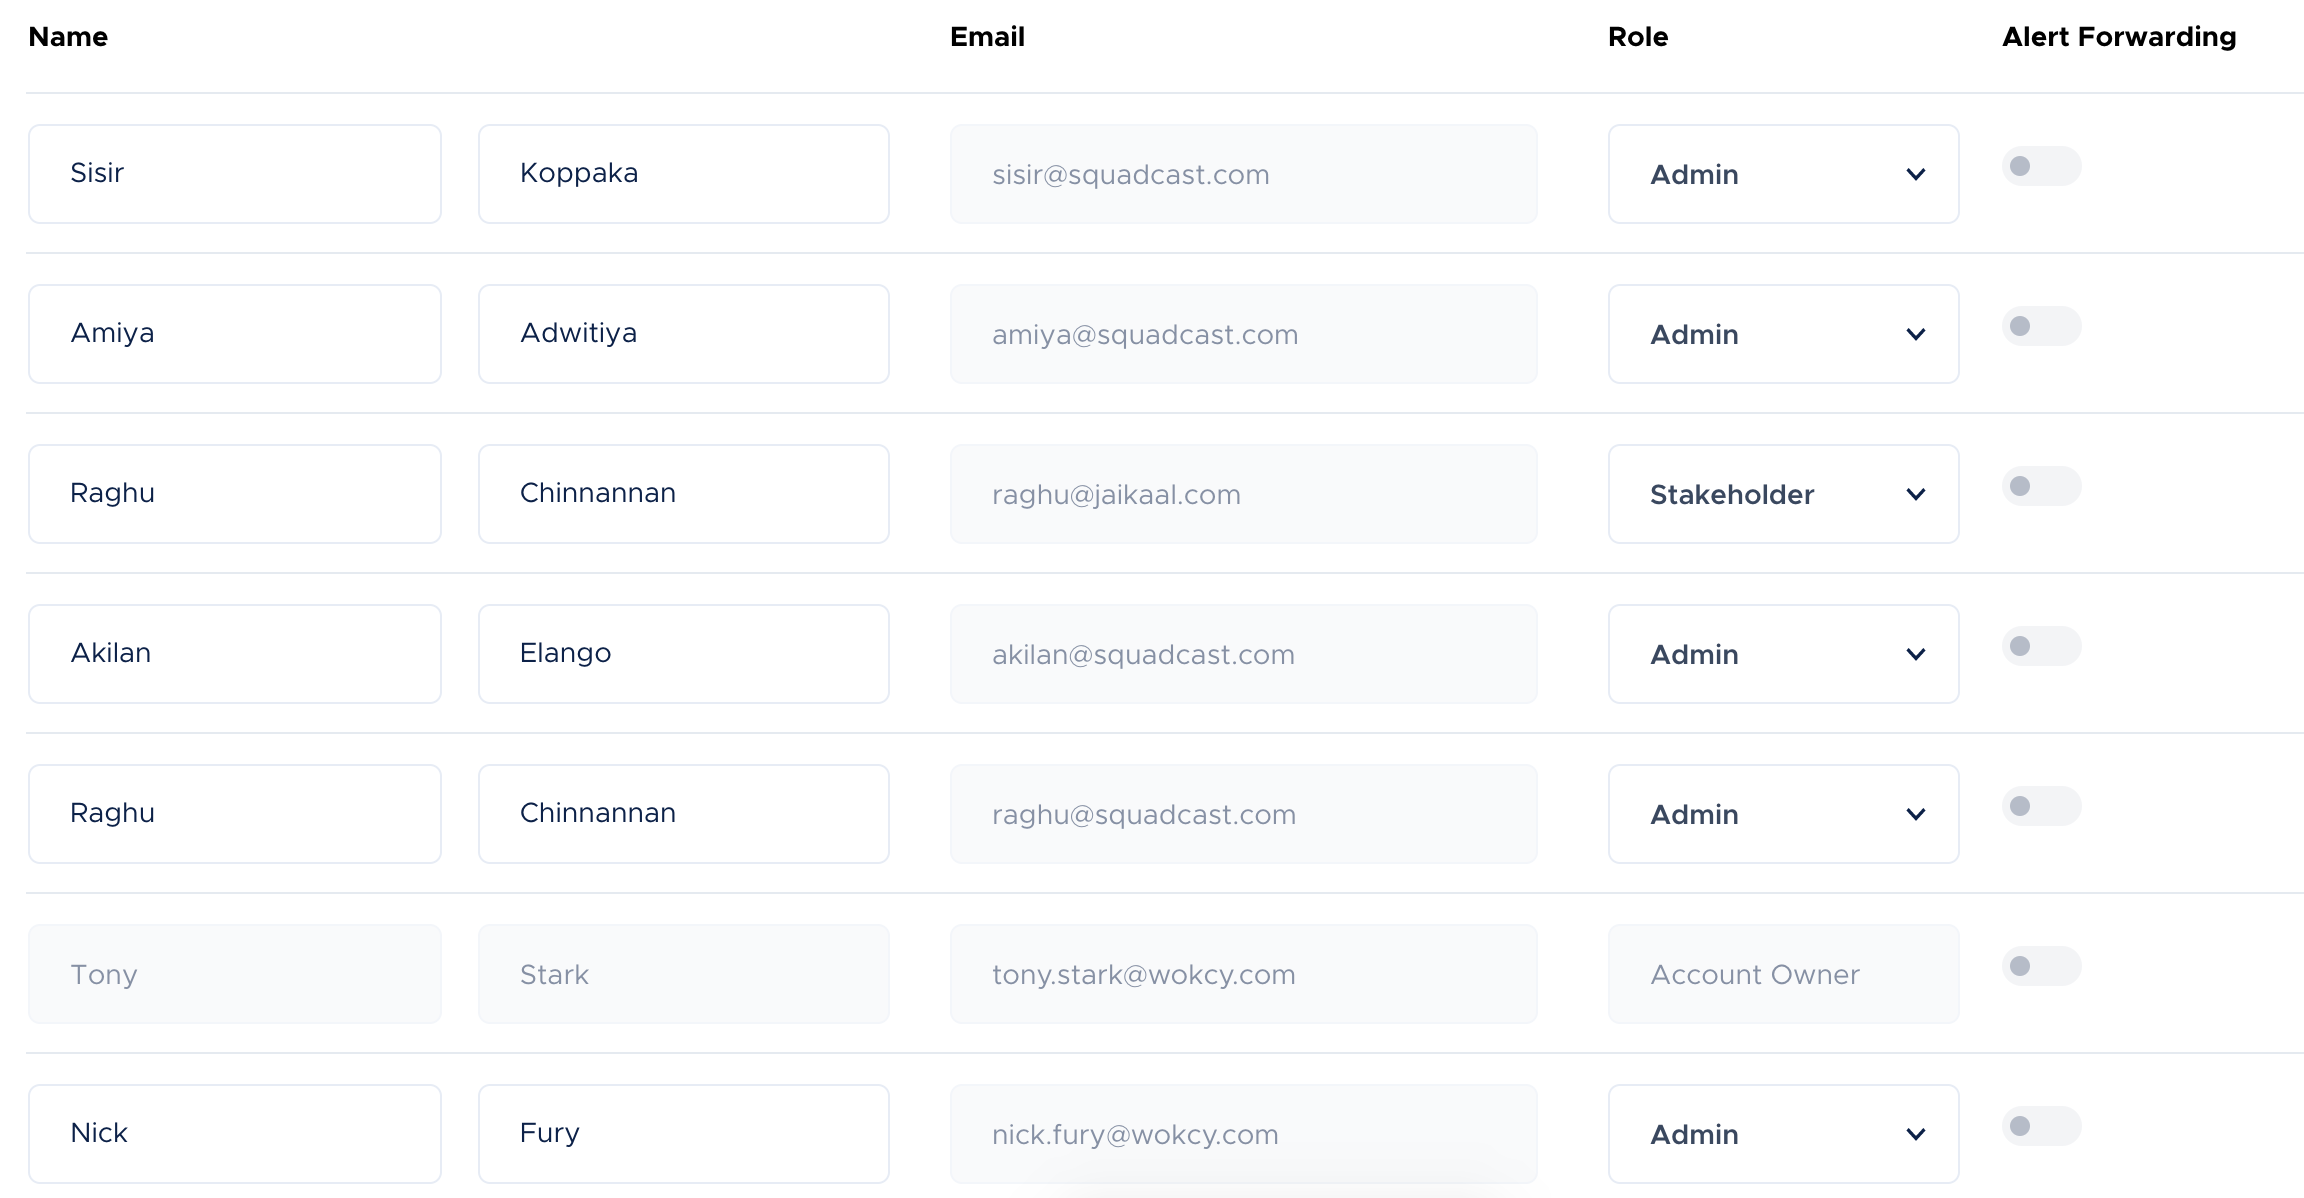 Name Email Role Alert Forwarding
Sisir Koppaka sisir@squadcast.com Admin
Amiya Adwitiya amiya@squadcast.com Admin
Raghu Chinnannan raghu@jaikaal.com Stakeholder
Akilan Elango akilan@squadcast.com Admin
Raghu Chinnannan raghu@squadcast.com Admin
Tony Stark tony.stark@wokcy.com Account Owner
Nick Fury nick.fury@wokcy.com Admin